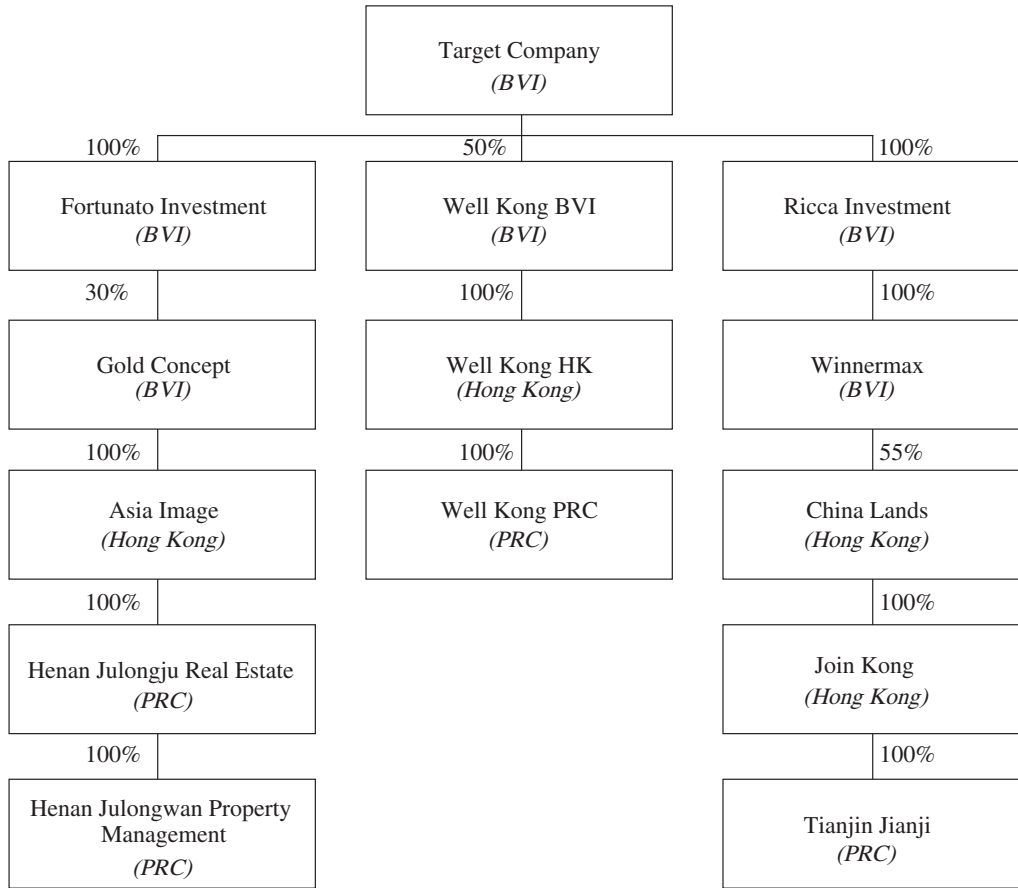 Target Company
(BVI)
100%
50%
100%
Fortunato Investment
(BVI)
Well Kong BVI
(BVI)
Ricca Investment
(BVI)
30%
100%
100%
Gold Concept
(BVI)
Well Kong HK
(Hong Kong)
Winnermax
(BVI)
100%
100%
55%
Asia Image
(Hong Kong)
Well Kong PRC
(PRC)
China Lands
(Hong Kong)
100%
100%
Henan Julongju Real Estate
(PRC)
Join Kong
(Hong Kong)
100%
100%
Henan Julongwan Property
Management
(PRC)
Tianjin Jianji
(PRC)